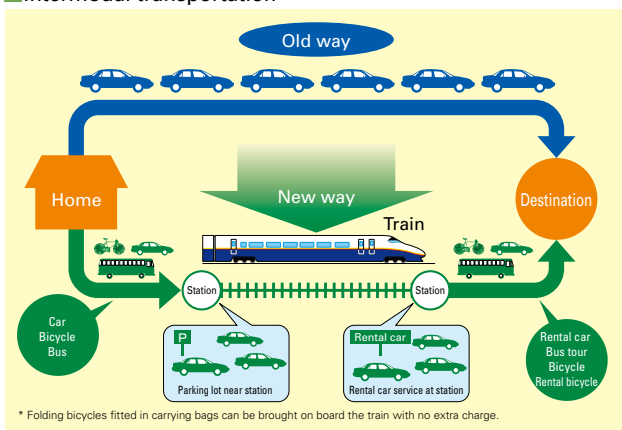 Intermodal transportation
Old way
Home
New way
Destination
Train
Station
Station
Car
Bicycle
Bus
P
Parking lot near station
Rental car
Rental car service at station
Rental car
Bus tour
Bicycle
Rental bicycle
* Folding bicycles fitted in carrying bags can be brought on board the train with no extra charge.